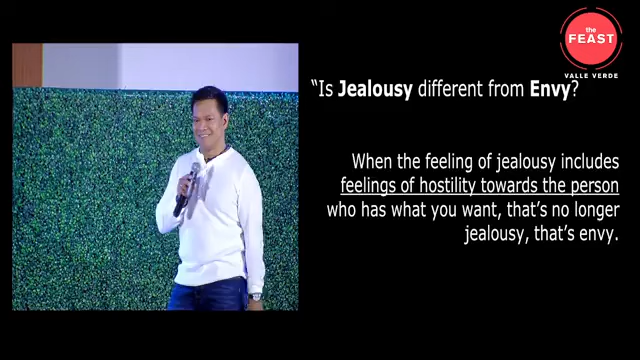 the
FEAST
VALLE VERDE
“Is Jealousy different from Envy?
When the feeling of jealousy includes
feelings of hostility towards the person
who has what you want, that’s no longer
jealousy, that’s envy.